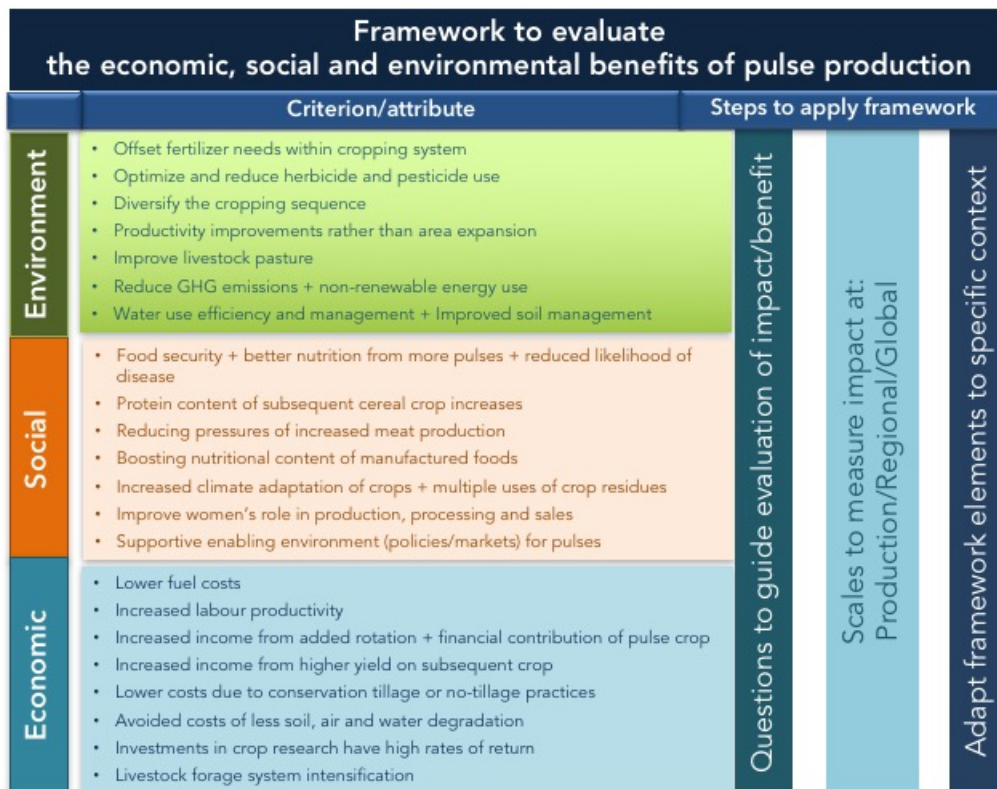 Framework to evaluate
the economic, social and environmental benefits of pulse production
Criterion/attribute
Steps to apply framework
Environment
• Offset fertilizer needs within cropping system
• Optimize and reduce herbicide and pesticide use
• Diversify the cropping sequence
• Productivity improvements rather than area expansion
• Improve livestock pasture
• Reduce GHG emissions + non-renewable energy use
• Water use efficiency and management + Improved soil management
Social
• Food security + better nutrition from more pulses + reduced likelihood of
disease
• Protein content of subsequent cereal crop increases
• Reducing pressures of increased meat production
• Boosting nutritional content of manufactured foods
• Increased climate adaptation of crops + multiple uses of crop residues
• Improve women's role in production, processing and sales
• Supportive enabling environment (policies/markets) for pulses
Economic
• Lower fuel costs
• Increased labour productivity
• Increased income from added rotation + financial contribution of pulse crop
• Increased income from higher yield on subsequent crop
• Lower costs due to conservation tillage or no-tillage practices
• Avoided costs of less soil, air and water degradation
• Investments in crop research have high rates of return
• Livestock forage system intensification
Questions to guide evaluation of impact/benefit
Scales to measure impact at:
Production/Regional/Global
Adapt framework elements to specific context